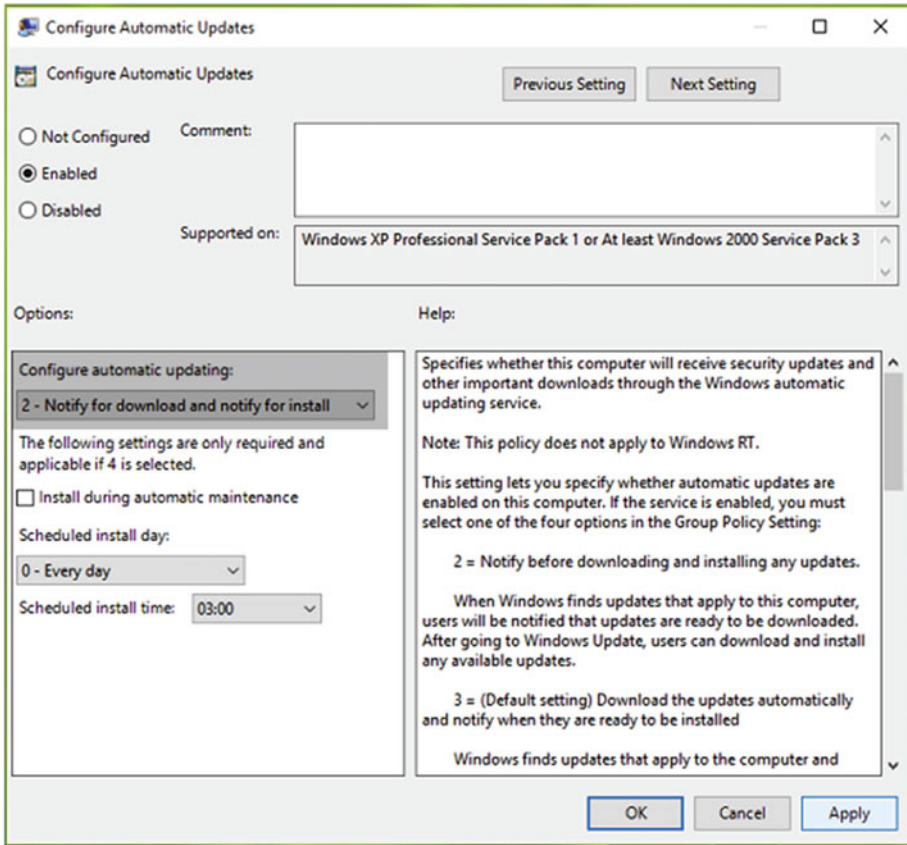 Configure Automatic Updates
Configure Automatic Updates
Previous Setting
Next Setting
Not Configured
Comment:
Enabled
Disabled
Supported on:
Windows XP Professional Service Pack 1 or At least Windows 2000 Service Pack 3
Options:
Help:
Configure automatic updating:
2 - Notify for download and notify for install
The following settings are only required and
applicable if 4 is selected.
Install during automatic maintenance
Scheduled install day:
0 - Every day
Scheduled install time:
03:00
Specifies whether this computer will receive security updates and
other important downloads through the Windows automatic
updating service.
Note: This policy does not apply to Windows RT.
This setting lets you specify whether automatic updates are
enabled on this computer. If the service is enabled, you must
select one of the four options in the Group Policy Setting:
2 = Notify before downloading and installing any updates.
When Windows finds updates that apply to this computer,
users will be notified that updates are ready to be downloaded.
After going to Windows Update, users can download and install
any available updates.
3 = (Default setting) Download the updates automatically
and notify when they are ready to be installed
Windows finds updates that apply to the computer and
OK
Cancel
Apply